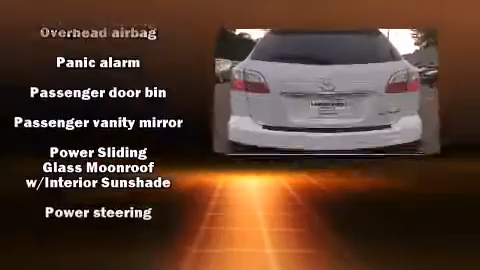 Overhead airbag
Panic alarm
Passenger door bin
Passenger vanity mirror
Power Sliding
Glass Moonroof
w/Interior Sunshade
Power steering